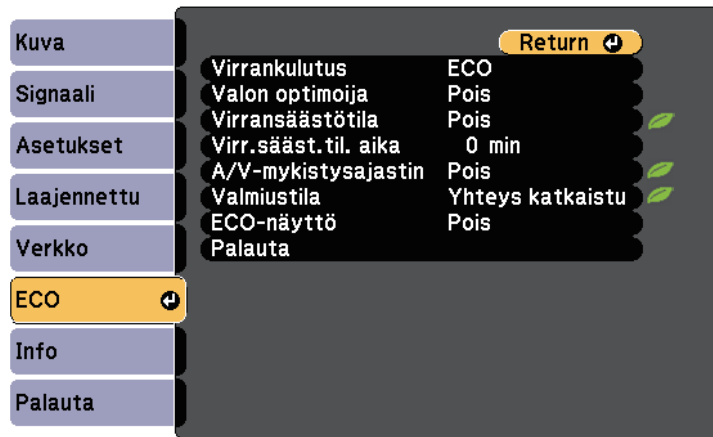 Kuva
Signaali
Asetukset
Laajennettu
Verkko
ECO
Info
Palauta
Return
Virrankulutus ECO
Valon optimoija Pois
Virransäästötila Pois
Virr.sääst.til. aika 0 min
A/V-mykistysajastin Pois
Valmiustila Yhteys katkaistu
ECO-näyttö Pois
Palauta